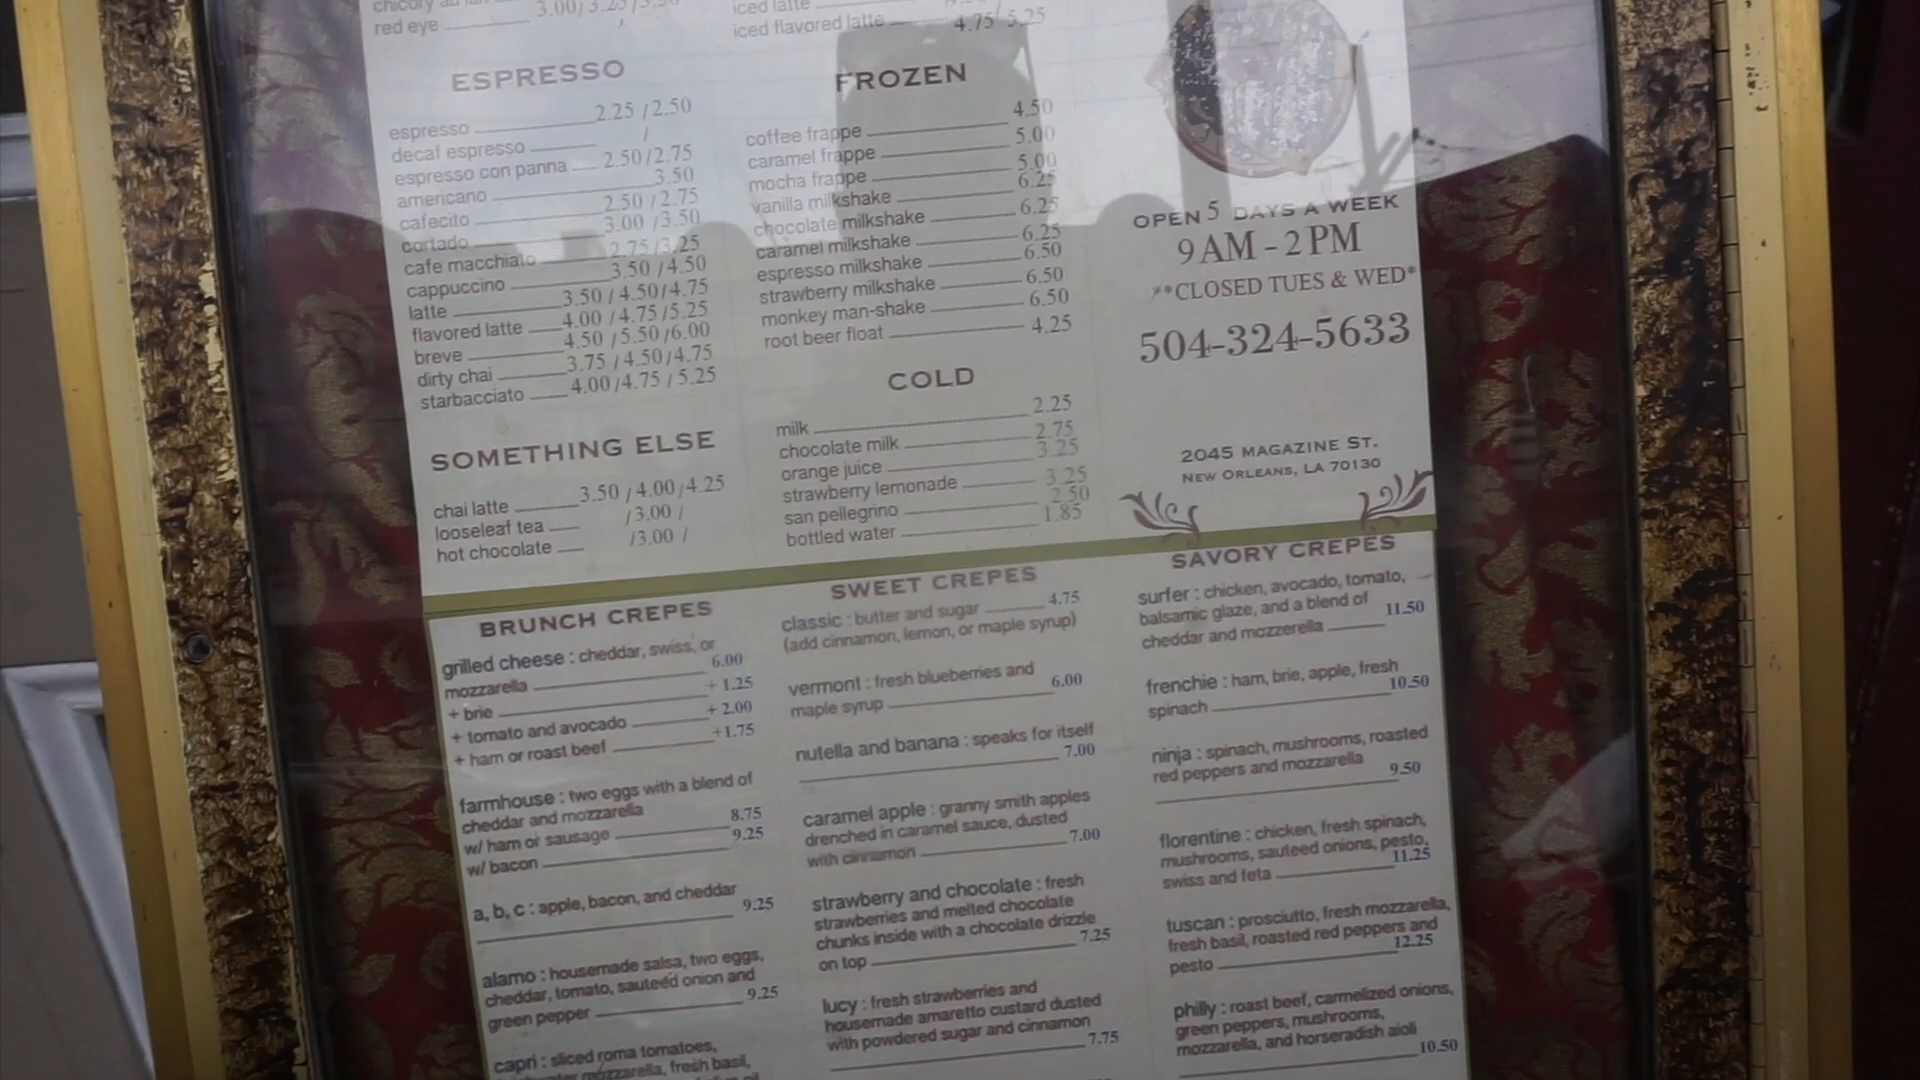 red eye
iced latte
iced flavored latte 4.75 5.25
ESPRESSO
espresso 2.25 / 2.50
decaf espresso /
espresso con panna 2.50/2.75
americano 3.50
cafecito 2.50 / 2.75
cortado 3.00 / 3.50
cafe macchiato 2.75/3.25
cappuccino 3.50 / 4.50
latte 3.50 / 4.50/4.75
flavored latte 4.00 / 4.75 / 5.25
breve 4.50 / 5.50/6.00
dirty chai 3.75 / 4.50/4.75
starbacciato 4.00 /4.75 / 5.25
SOMETHING ELSE
chai latte 3.50 / 4.00 / 4.25
looseleaf tea / 3.00 /
hot chocolate / 3.00 /
FROZEN
coffee frappe 4.50
caramel frappe 5.00
mocha frappe 5.00
vanilla milkshake 6.25
chocolate milkshake 6.25
caramel milkshake 6.25
espresso milkshake 6.50
strawberry milkshake 6.50
monkey man-shake 6.50
root beer float 4.25
COLD
milk 2.25
chocolate milk 2.75
orange juice 3.25
strawberry lemonade 3.25
san pellegrino 2.50
bottled water 1.85
OPEN 5 DAYS A WEEK
9 AM - 2 PM
**CLOSED TUES & WED*
504-324-5633
2045 MAGAZINE ST.
NEW ORLEANS, LA 70130
BRUNCH CREPES
grilled cheese : cheddar, swiss, or
mozzarella 6.00
+ brie + 1.25
+ tomato and avocado + 2.00
+ ham or roast beef +1.75
farmhouse : two eggs with a blend of
cheddar and mozzarella
w/ ham or sausage 8.75
w/ bacon 9.25
a, b, c : apple, bacon, and cheddar
9.25
alamo : housemade salsa, two eggs,
cheddar, tomato, sauteed onion and
green pepper 9.25
capri : sliced roma tomatoes,
mozzarella, fresh basil,
SWEET CREPES
classic : butter and sugar 4.75
(add cinnamon, lemon, or maple syrup)
vermont : fresh blueberries and
maple syrup 6.00
nutella and banana : speaks for itself
7.00
caramel apple : granny smith apples
drenched in caramel sauce, dusted
with cinnamon 7.00
strawberry and chocolate : fresh
strawberries and melted chocolate
chunks inside with a chocolate drizzle
on top 7.25
lucy : fresh strawberries and
housemade amaretto custard dusted
with powdered sugar and cinnamon
7.75
SAVORY CREPES
surfer : chicken, avocado, tomato,
balsamic glaze, and a blend of
cheddar and mozzerella 11.50
frenchie : ham, brie, apple, fresh
spinach 10.50
ninja : spinach, mushrooms, roasted
red peppers and mozzarella 9.50
florentine : chicken, fresh spinach,
mushrooms, sauteed onions, pesto,
swiss and feta 11.25
tuscan : prosciutto, fresh mozzarella,
fresh basil, roasted red peppers and
pesto 12.25
philly : roast beef, carmelized onions,
green peppers, mushrooms,
mozzarella, and horseradish aioli
10.50